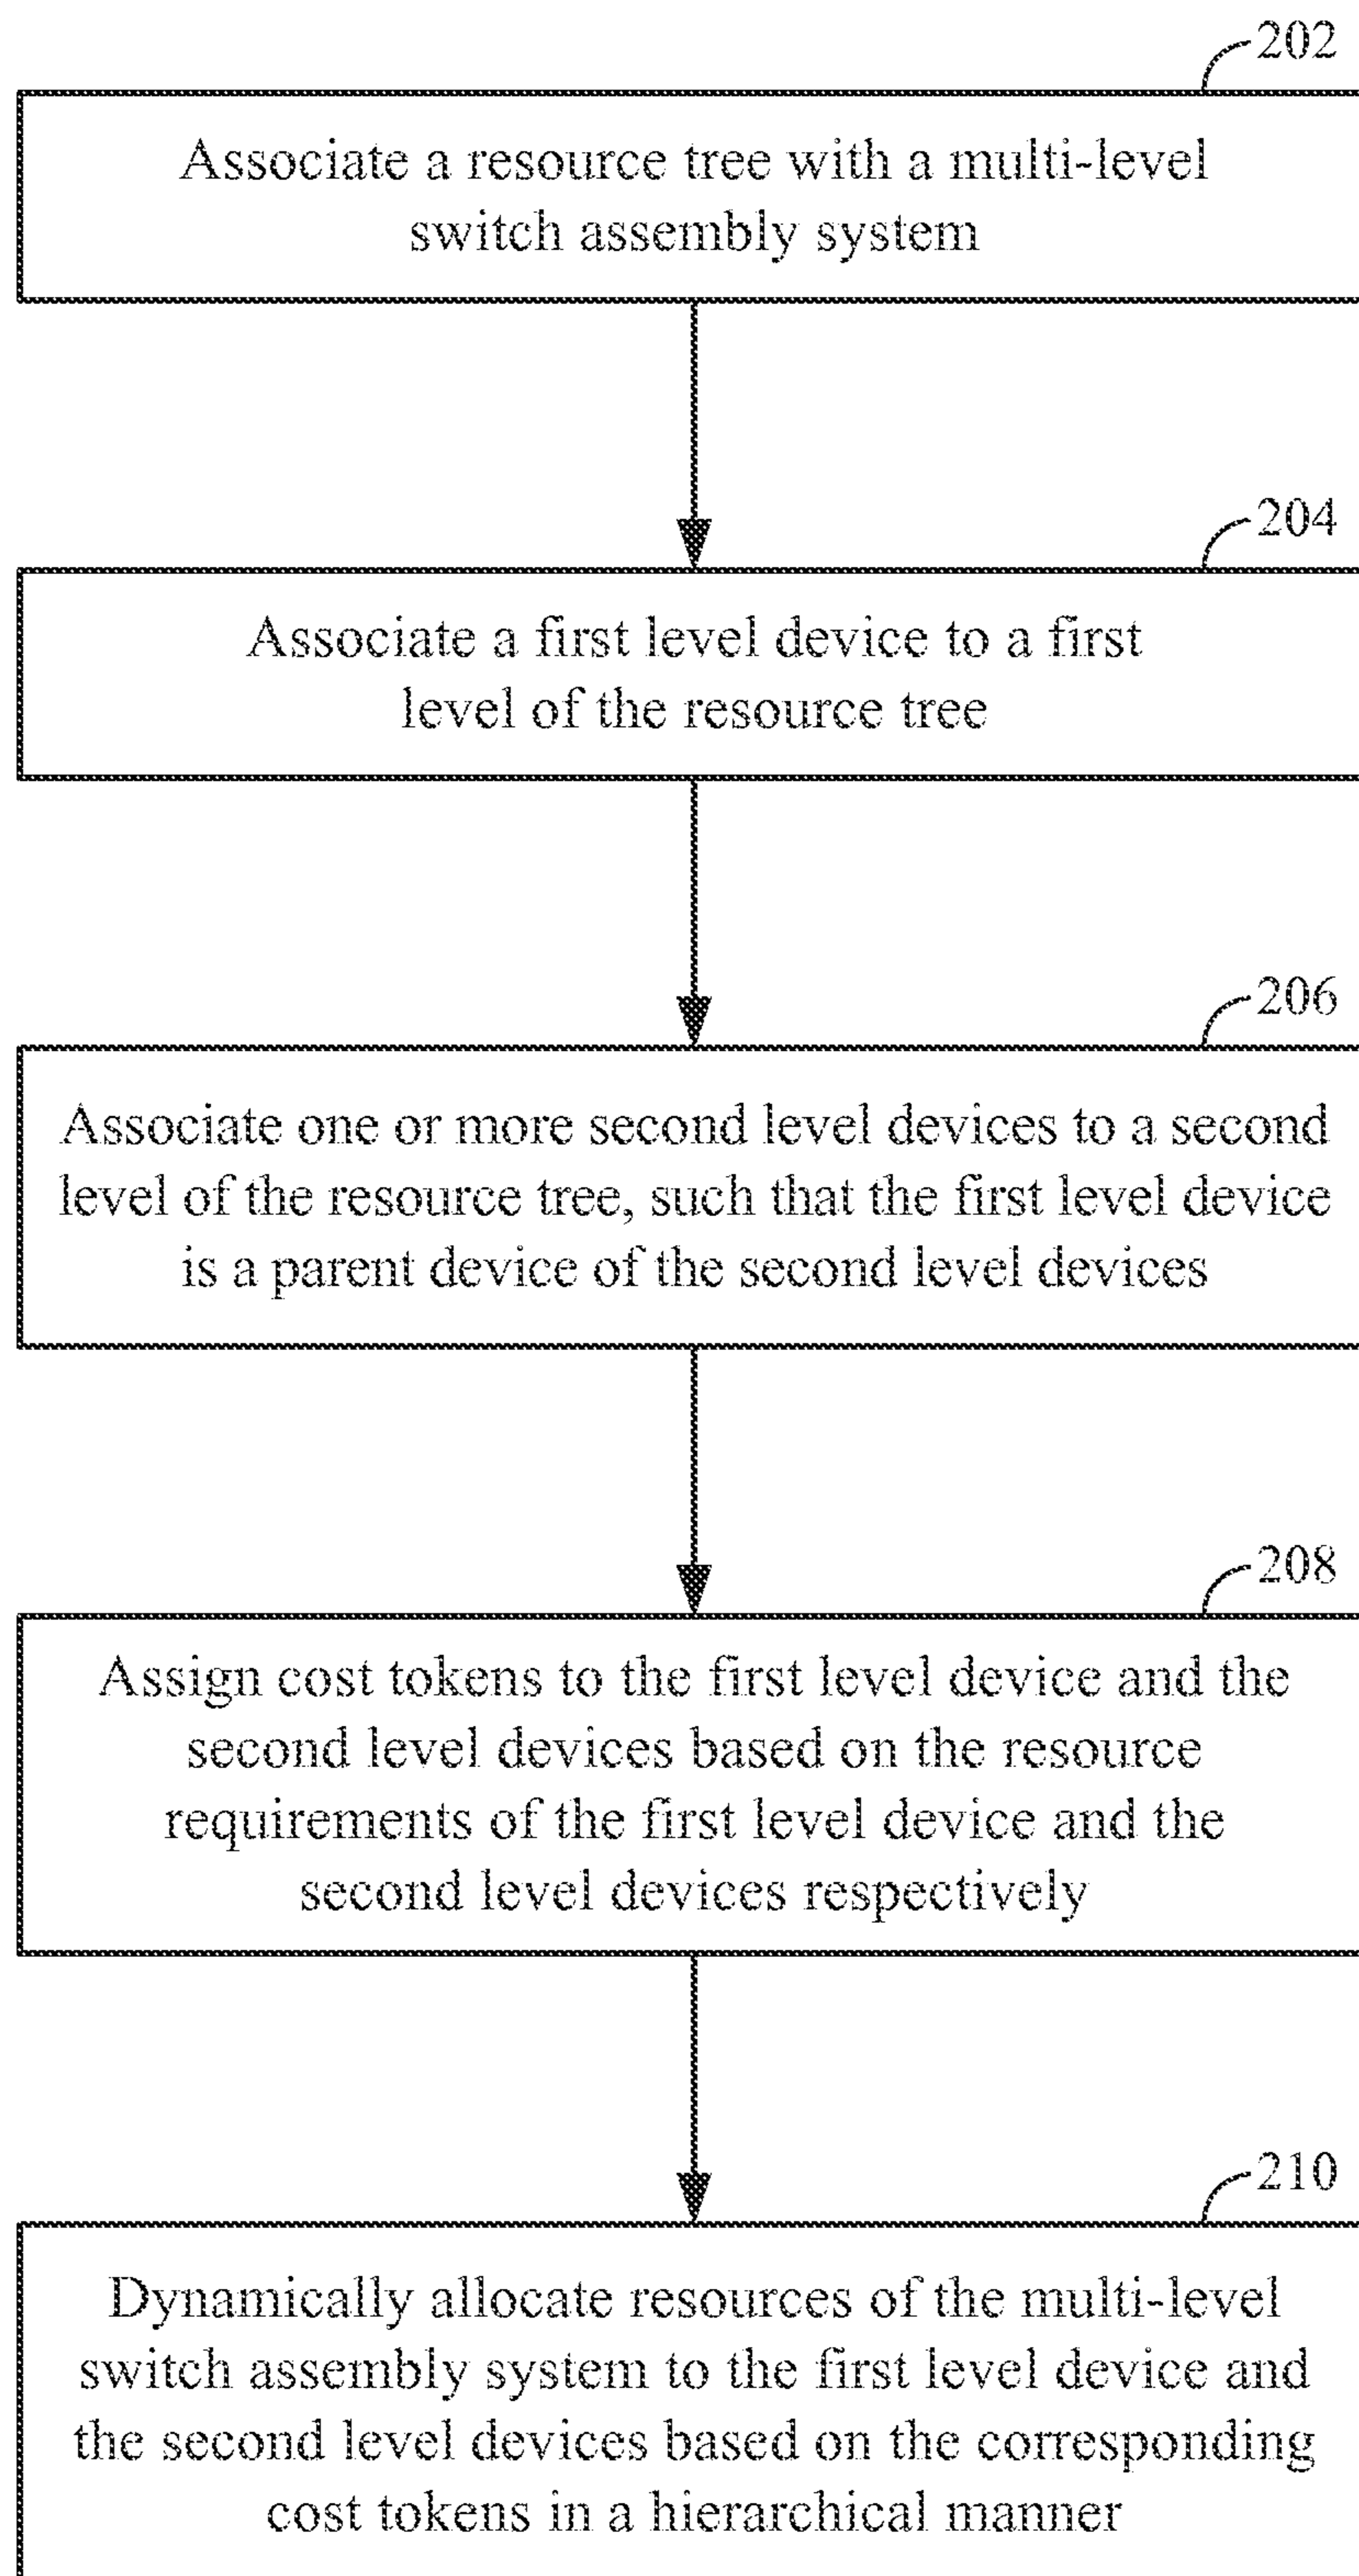 202
Associate a resource tree with a multi-level
switch assembly system
204
Associate a first level device to a first
level of the resource tree
206
Associate one or more second level devices to a second
level of the resource tree, such that the first level device
is a parent device of the second level devices
208
Assign cost tokens to the first level device and the
second level devices based on the resource
requirements of the first level device and the
second level devices respectively
210
Dynamically allocate resources of the multi-level
switch assembly system to the first level device and
the second level devices based on the corresponding
cost tokens in a hierarchical manner